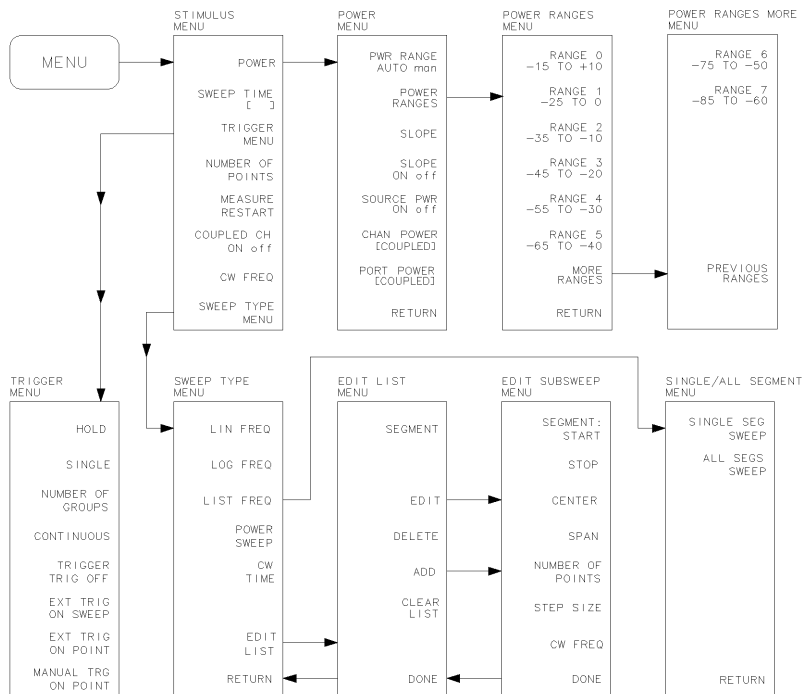 MENU
STIMULUS
MENU
POWER
SWEEP TIME
[ ]
TRIGGER
MENU
NUMBER OF
POINTS
MEASURE
RESTART
COUPLED CH
ON off
CW FREQ
SWEEP TYPE
MENU
POWER
MENU
PWR RANGE
AUTO man
POWER
RANGES
SLOPE
SLOPE
ON off
SOURCE PWR
ON off
CHAN POWER
[COUPLED]
PORT POWER
[COUPLED]
RETURN
POWER RANGES
MENU
RANGE 0
-15 TO +10
RANGE 1
-25 TO 0
RANGE 2
-35 TO -10
RANGE 3
-45 TO -20
RANGE 4
-55 TO -30
RANGE 5
-65 TO -40
MORE
RANGES
RETURN
POWER RANGES MORE
MENU
RANGE 6
-75 TO -50
RANGE 7
-85 TO -60
PREVIOUS
RANGES
TRIGGER
MENU
HOLD
SINGLE
NUMBER OF
GROUPS
CONTINUOUS
TRIGGER
TRIG OFF
EXT TRIG
ON SWEEP
EXT TRIG
ON POINT
MANUAL TRG
ON POINT
SWEEP TYPE
MENU
LIN FREQ
LOG FREQ
LIST FREQ
POWER
SWEEP
CW
TIME
EDIT
LIST
RETURN
EDIT LIST
MENU
SEGMENT
EDIT
DELETE
ADD
CLEAR
LIST
DONE
EDIT SUBSWEEP
MENU
SEGMENT:
START
STOP
CENTER
SPAN
NUMBER OF
POINTS
STEP SIZE
CW FREQ
DONE
SINGLE/ALL SEGMENT
MENU
SINGLE SEG
SWEEP
ALL SEGS
SWEEP
RETURN